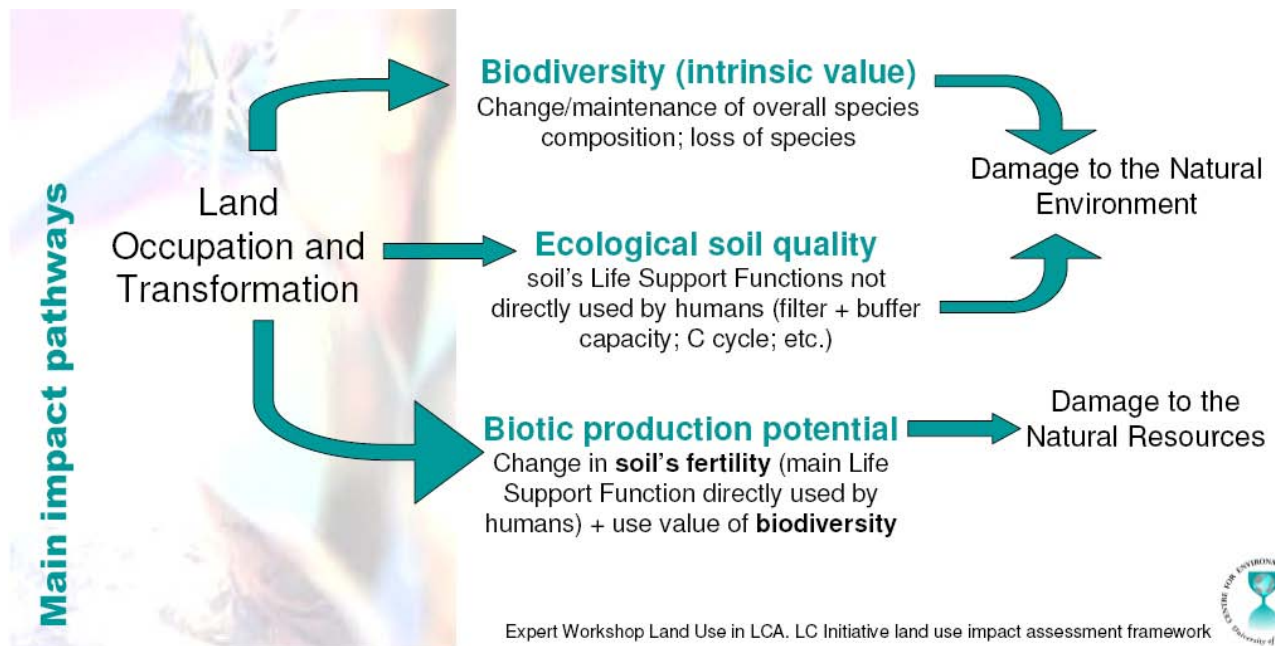 Main impact pathways
Land
Occupation and
Transformation
Biodiversity (intrinsic value)
Change/maintenance of overall species
composition; loss of species
Ecological soil quality
soil's Life Support Functions not
directly used by humans (filter + buffer
capacity; C cycle; etc.)
Biotic production potential
Change in soil's fertility (main Life
Support Function directly used by
humans) + use value of biodiversity
Damage to the Natural
Environment
Damage to the
Natural Resources
Expert Workshop Land Use in LCA. LC Initiative land use impact assessment framework
CENTRE FOR
University of